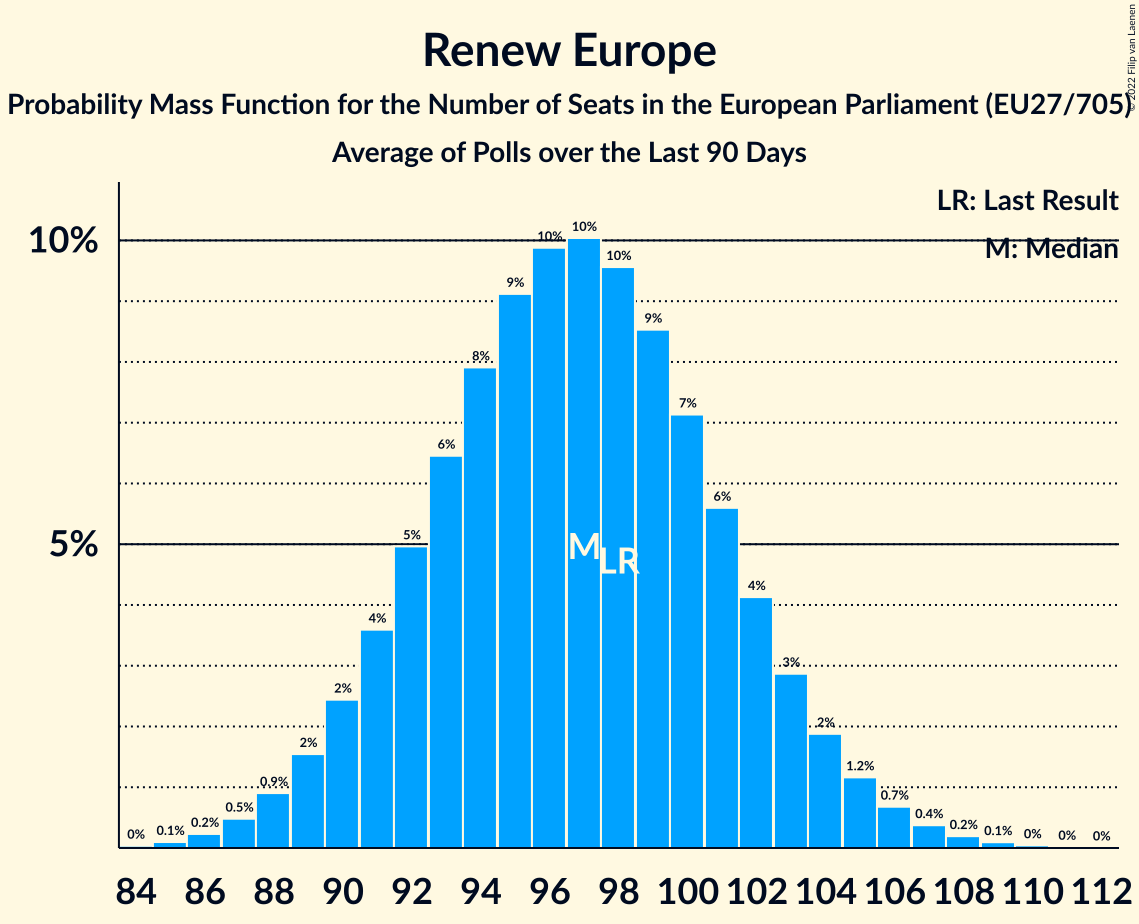 © 2022 Filip van Laenen
Renew Europe
Probability Mass Function for the Number of Seats in the European Parliament (EU27/705)
Average of Polls over the Last 90 Days
LR: Last Result
M: Median
10%
5%
0% 0.1% 0.2% 0.5% 0.9% 2% 2% 4% 5% 6% 8% 9% 10% 10% 10% 9% 7% 6% 4% 3% 2% 1.2% 0.7% 0.4% 0.2% 0.1% 0% 0% 0%
M LR
84 86 88 90 92 94 96 98 100 102 104 106 108 110 112